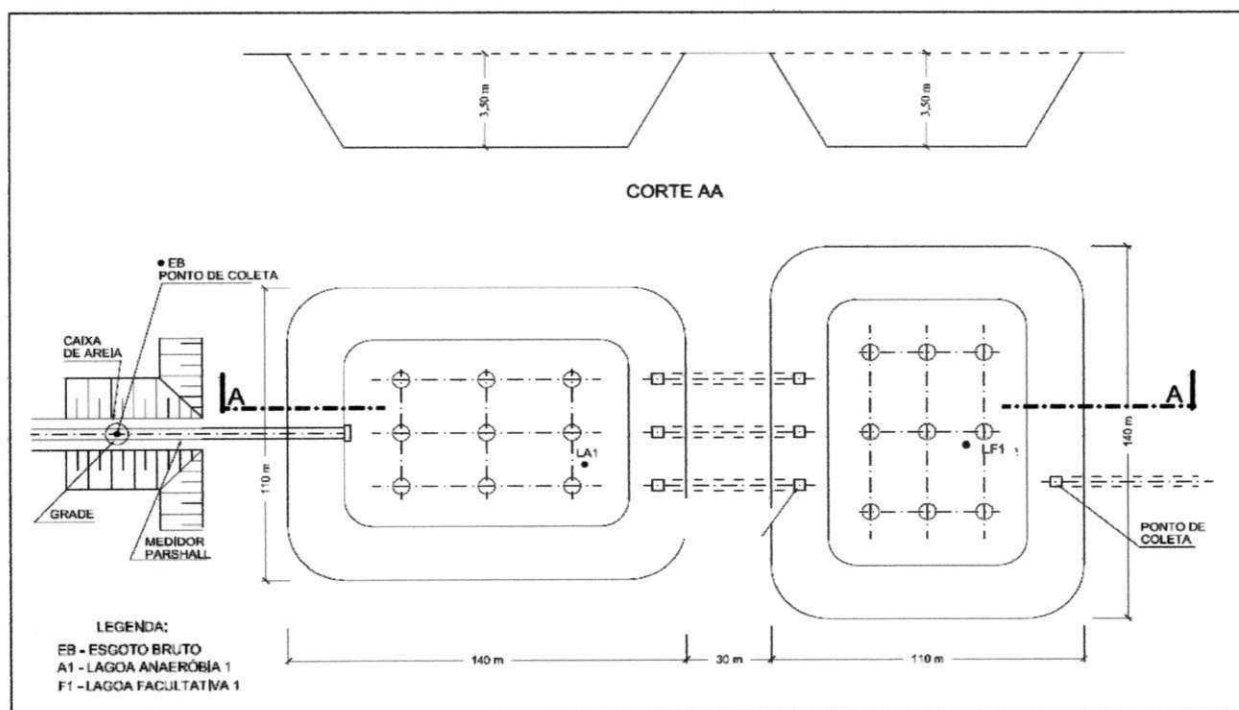 3,50 m
3,50 m
CORTE AA
• EB
PONTO DE COLETA
CAIXA
DE AREIA
A
A
LA1
LF1
110 m
140 m
GRADE
MEDIDOR
PARSHALL
PONTO DE
COLETA
LEGENDA:
EB - ESGOTO BRUTO
A1 - LAGOA ANAERÓBIA 1
F1 - LAGOA FACULTATIVA 1
140 m
30 m
110 m